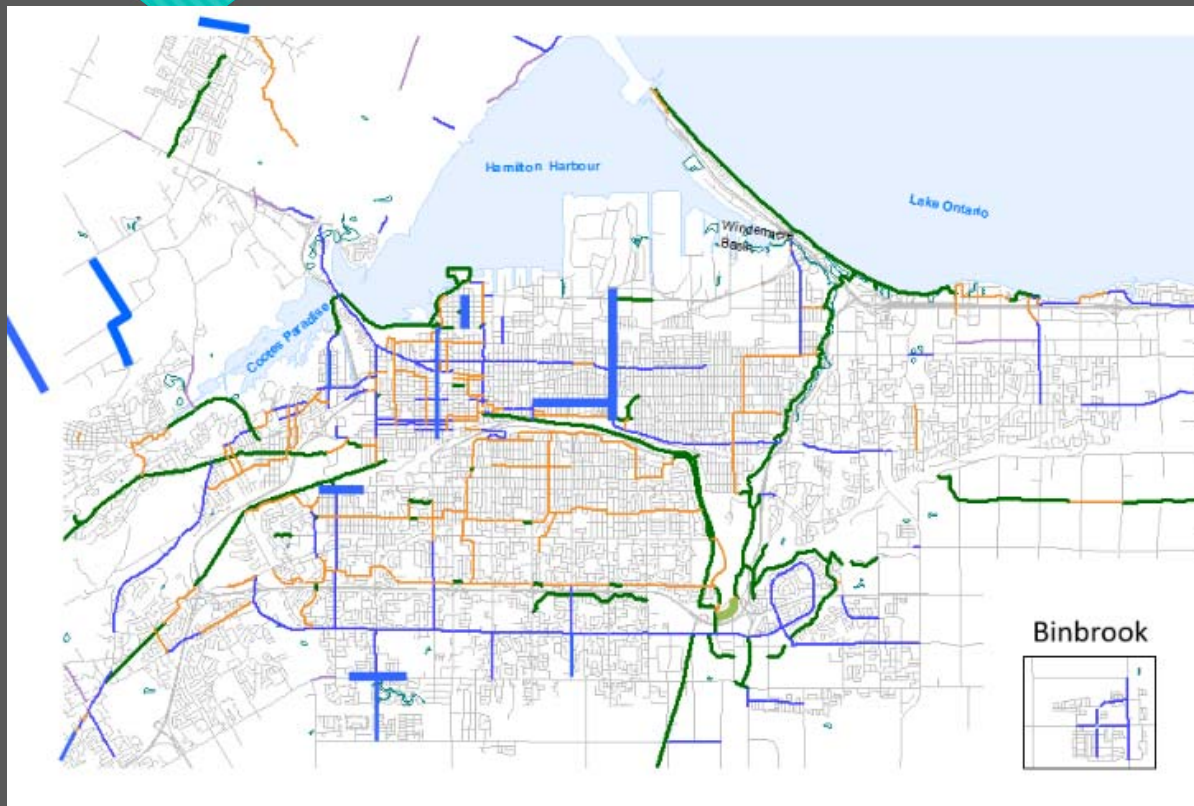 Hamilton Harbour
Lake Ontario
Windermere
Basin
Cootes Paradise
Binbrook